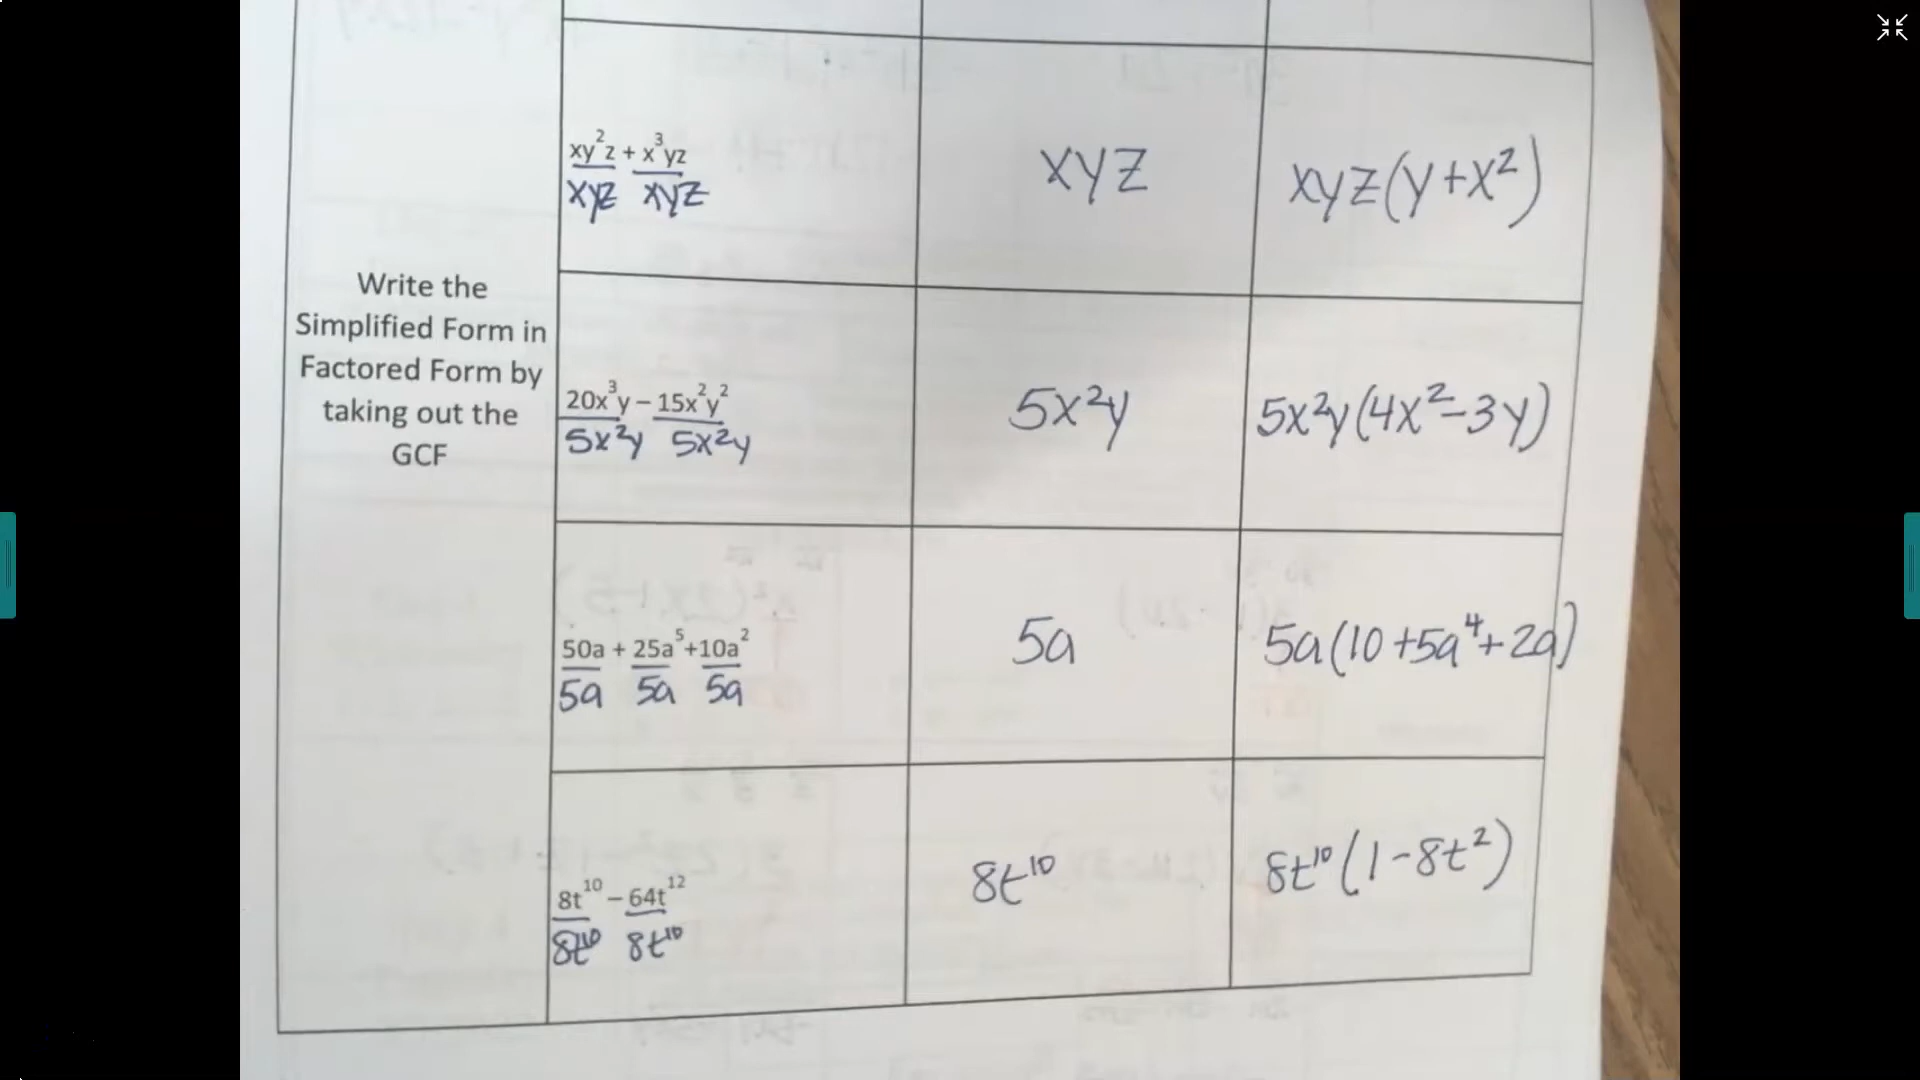 xy²z + x³yz
xyz xyz
xyz
xyz(y+x²)
Write the
Simplified Form in
Factored Form by
taking out the
GCF
20x³y – 15x²y²
5x²y 5x²y
5x²y
5x²y(4x²-3y)
50a + 25a⁵+10a²
5a 5a 5a
5a
5a(10+5a⁴+2a)
8t¹⁰ – 64t¹²
8t¹⁰ 8t¹⁰
8t¹⁰
8t¹⁰(1-8t²)